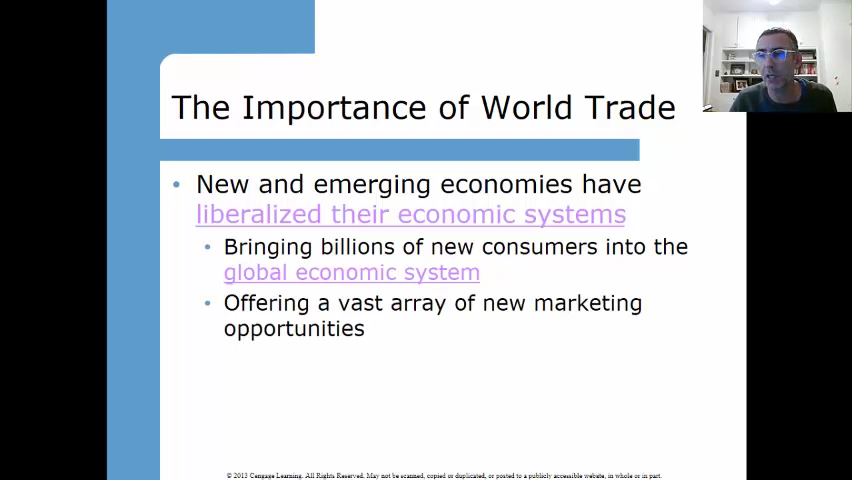 The Importance of World Trade
New and emerging economies have
liberalized their economic systems
Bringing billions of new consumers into the
global economic system
Offering a vast array of new marketing
opportunities
© 2013 Cengage Learning. All Rights Reserved. May not be scanned, copied or duplicated, or posted to a publicly accessible website, in whole or in part.